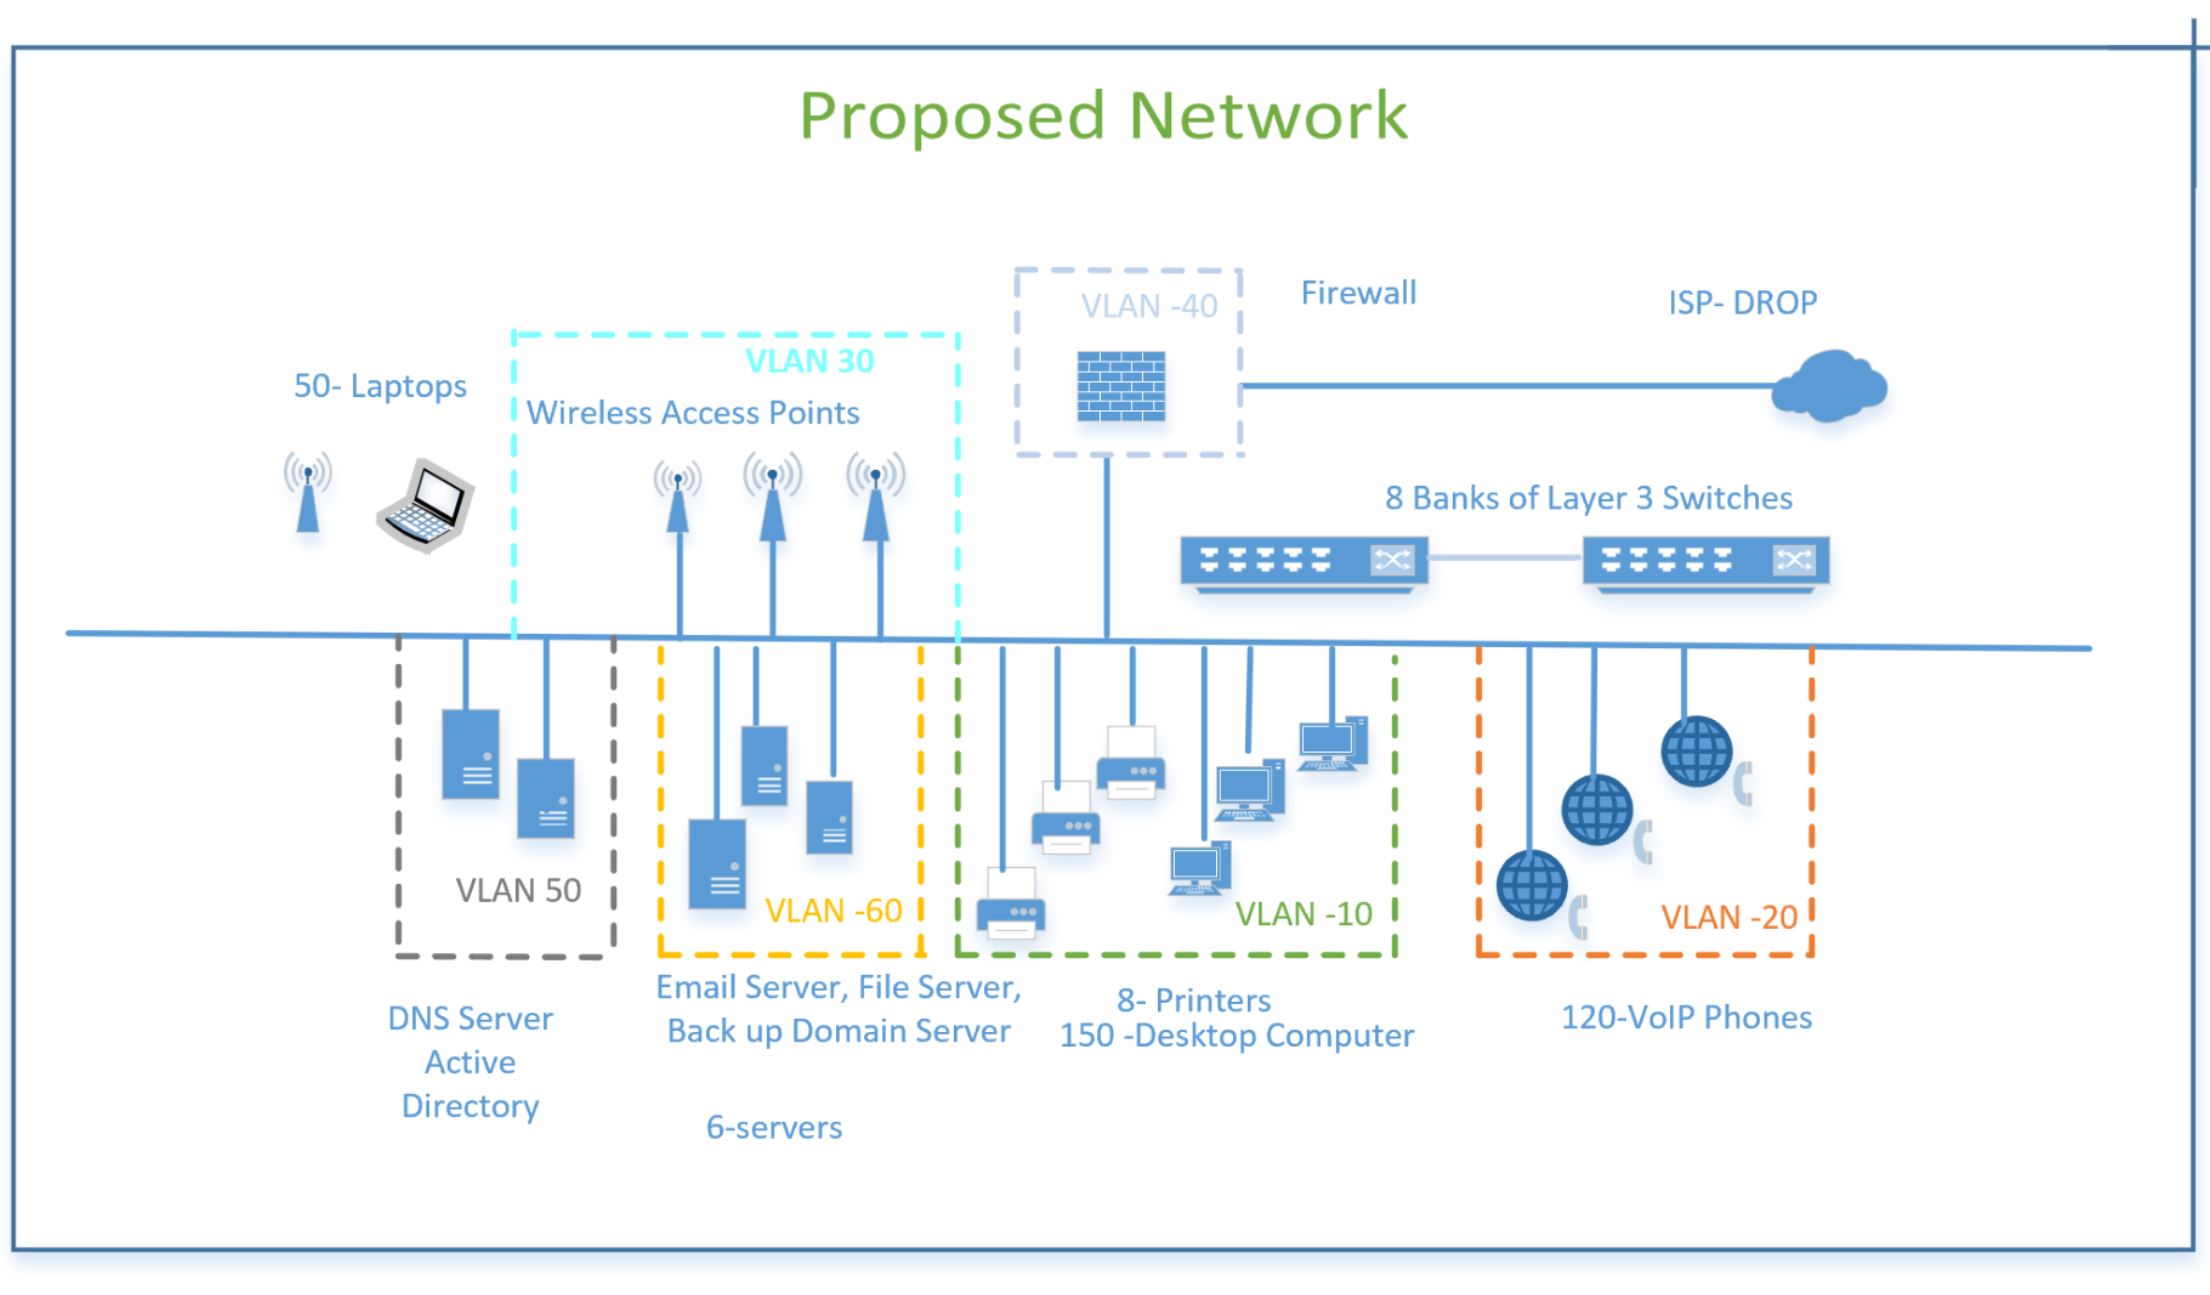 Proposed Network
VLAN -40
Firewall
ISP- DROP
VLAN 30
50- Laptops
Wireless Access Points
8 Banks of Layer 3 Switches
VLAN 50
VLAN -60
VLAN -10
VLAN -20
DNS Server
Active
Directory
Email Server, File Server,
Back up Domain Server
6-servers
8- Printers
150 -Desktop Computer
120-VoIP Phones